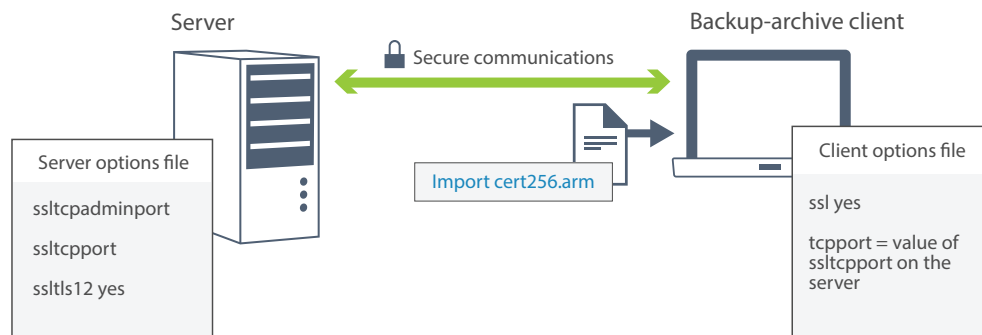 Server
Backup-archive client
Secure communications
Server options file
ssltcpadminport
ssltcpport
ssltls12 yes
Import cert256.arm
Client options file
ssl yes
tcpport = value of
ssltcpport on the
server